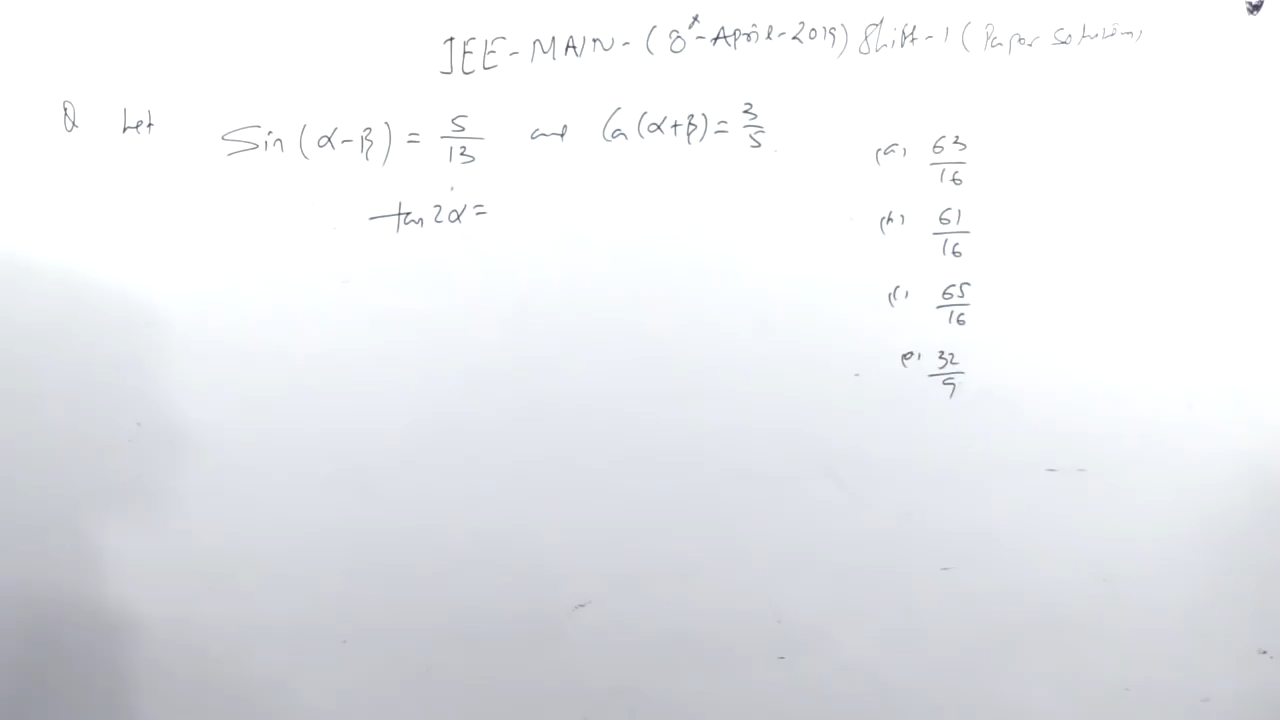 JEE-MAIN-(8-April-2019) Shift-1 (Paper solution)
Q Let Sin(α-β) = 5/13 and Cos(α+β) = 3/5
tan 2α =
(a) 63/16
(b) 61/16
(c) 65/16
(d) 32/9